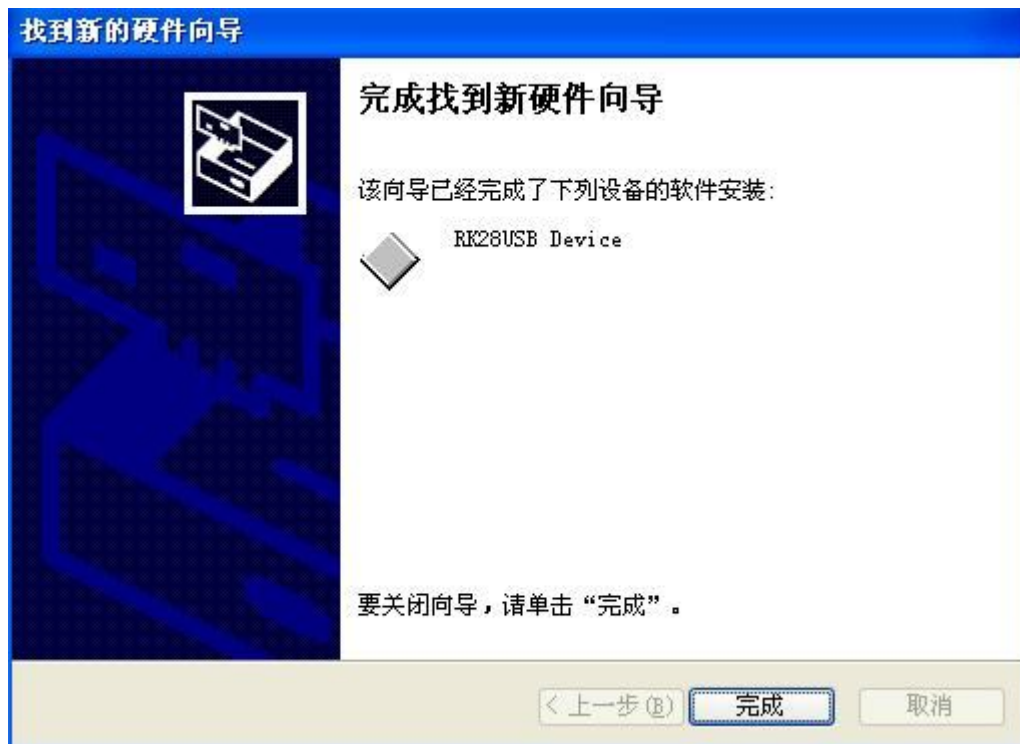 找到新的硬件向导
完成找到新硬件向导
该向导已经完成了下列设备的软件安装:
RK28USB Device
要关闭向导，请单击“完成”。
< 上一步(B)
完成
取消